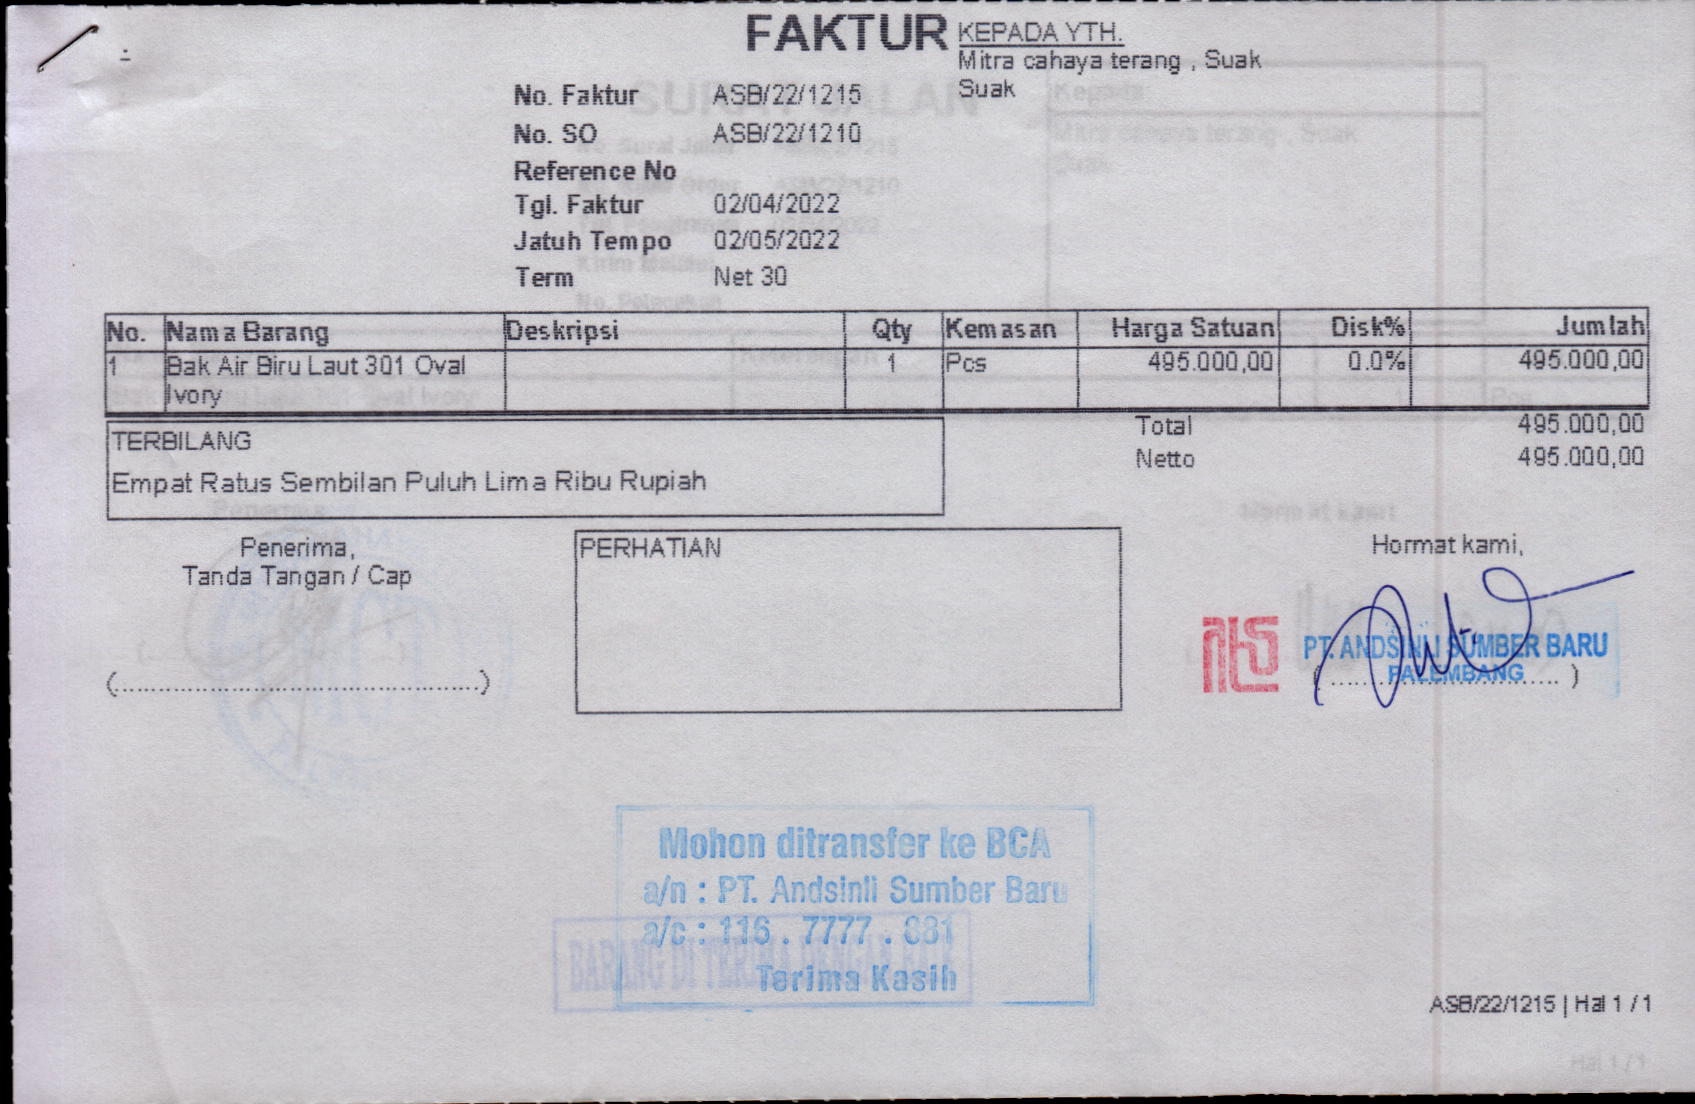 FAKTUR
KEPADA YTH.
Mitra cahaya terang , Suak
Suak
No. Faktur ASB/22/1215
No. SO ASB/22/1210
Reference No
Tgl. Faktur 02/04/2022
Jatuh Tempo 02/05/2022
Term Net 30
No. Nama Barang Deskripsi Qty Kemasan Harga Satuan Disk% Jumlah
1 Bak Air Biru Laut 301 Oval 1 Pcs 495.000,00 0.0% 495.000,00
Ivory
Total 495.000,00
Netto 495.000,00
TERBILANG
Empat Ratus Sembilan Puluh Lima Ribu Rupiah
Penerima,
Tanda Tangan / Cap
(................................................)
PERHATIAN
Hormat kami,
PT. ANDSINLI SUMBER BARU
PALEMBANG
Mohon ditransfer ke BCA
a/n : PT. Andsinli Sumber Baru
a/c : 116 . 7777 . 881
Terima Kasih
BARANG DI TERIMA DENGAN BAIK
ASB/22/1215 | Hal 1 / 1